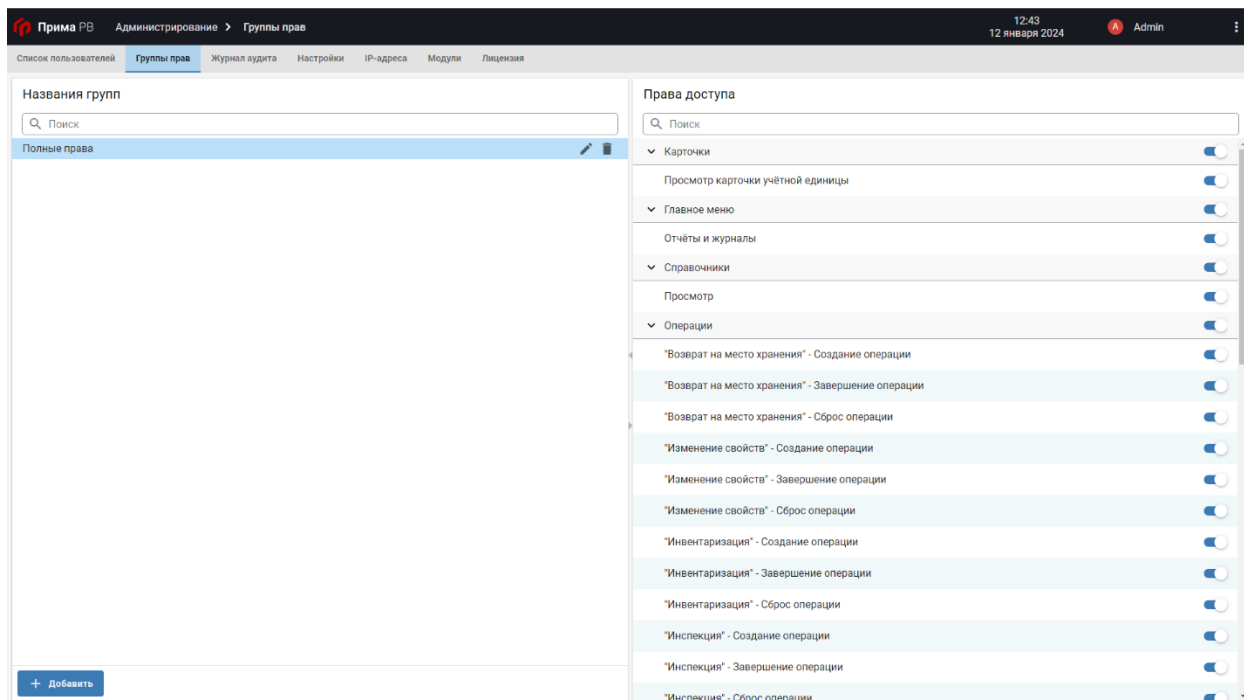 Прима РВ Администрирование > Группы прав
12:43
12 января 2024
A Admin
Список пользователей Группы прав Журнал аудита Настройки IP-адреса Модули Лицензия
Названия групп
Поиск
Полные права
+ Добавить
Права доступа
Поиск
Карточки
Просмотр карточки учётной единицы
Главное меню
Отчёты и журналы
Справочники
Просмотр
Операции
"Возврат на место хранения" - Создание операции
"Возврат на место хранения" - Завершение операции
"Возврат на место хранения" - Сброс операции
"Изменение свойств" - Создание операции
"Изменение свойств" - Завершение операции
"Изменение свойств" - Сброс операции
"Инвентаризация" - Создание операции
"Инвентаризация" - Завершение операции
"Инвентаризация" - Сброс операции
"Инспекция" - Создание операции
"Инспекция" - Завершение операции
"Инспекция" - Сброс операции